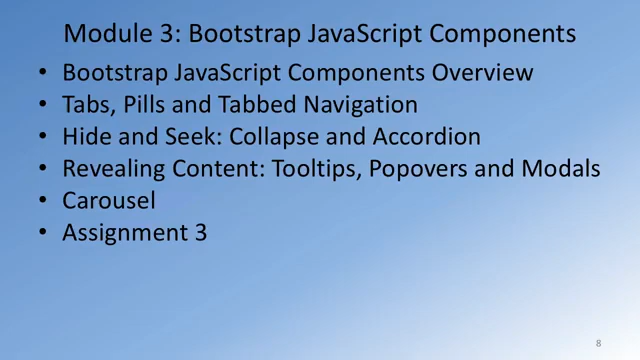 Module 3: Bootstrap JavaScript Components
• Bootstrap JavaScript Components Overview
• Tabs, Pills and Tabbed Navigation
• Hide and Seek: Collapse and Accordion
• Revealing Content: Tooltips, Popovers and Modals
• Carousel
• Assignment 3
8